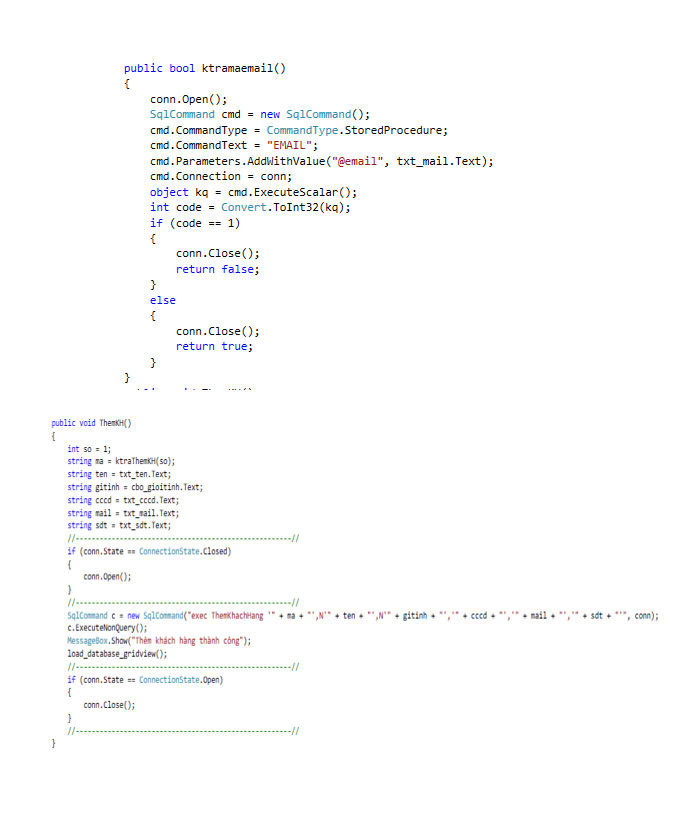 public bool ktramaemail()
{
conn.Open();
SqlCommand cmd = new SqlCommand();
cmd.CommandType = CommandType.StoredProcedure;
cmd.CommandText = "EMAIL";
cmd.Parameters.AddWithValue("@email", txt_mail.Text);
cmd.Connection = conn;
object kq = cmd.ExecuteScalar();
int code = Convert.ToInt32(kq);
if (code == 1)
{
conn.Close();
return false;
}
else
{
conn.Close();
return true;
}
}
public void ThemKH()
{
int so = 1;
string ma = ktraThemKH(so);
string ten = txt_ten.Text;
string gitinh = cbo_gioitinh.Text;
string cccd = txt_cccd.Text;
string mail = txt_mail.Text;
string sdt = txt_sdt.Text;
//------------------------------------------------------//
if (conn.State == ConnectionState.Closed)
{
conn.Open();
}
//------------------------------------------------------//
SqlCommand c = new SqlCommand("exec ThemKhachHang '" + ma + "',N'" + ten + "',N'" + gitinh + "','" + cccd + "','" + mail + "','" + sdt + "'", conn);
c.ExecuteNonQuery();
MessageBox.Show("Thêm khách hàng thành công");
load_database_gridview();
//------------------------------------------------------//
if (conn.State == ConnectionState.Open)
{
conn.Close();
}
//------------------------------------------------------//
}